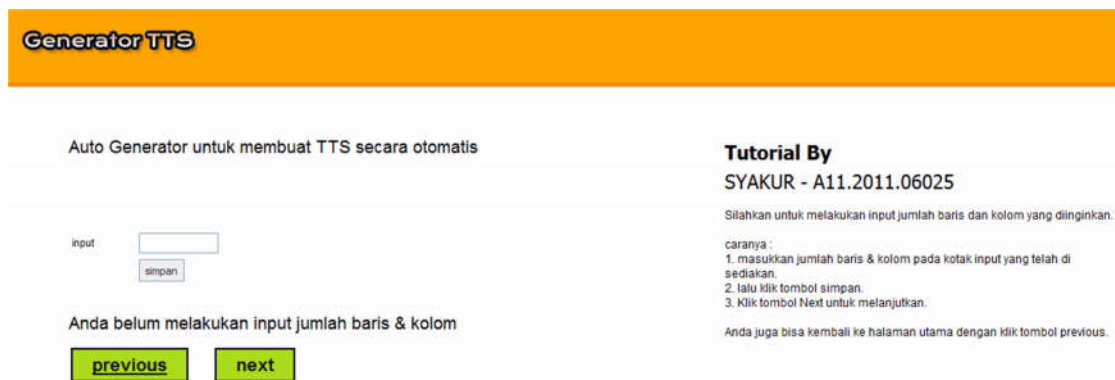 Generator TTS
Auto Generator untuk membuat TTS secara otomatis
input
simpan
Anda belum melakukan input jumlah baris & kolom
previous
next
Tutorial By
SYAKUR - A11.2011.06025
Silahkan untuk melakukan input jumlah baris dan kolom yang diinginkan.
caranya :
1. masukkan jumlah baris & kolom pada kotak input yang telah di
sediakan.
2. lalu klik tombol simpan.
3. Klik tombol Next untuk melanjutkan.
Anda juga bisa kembali ke halaman utama dengan klik tombol previous.